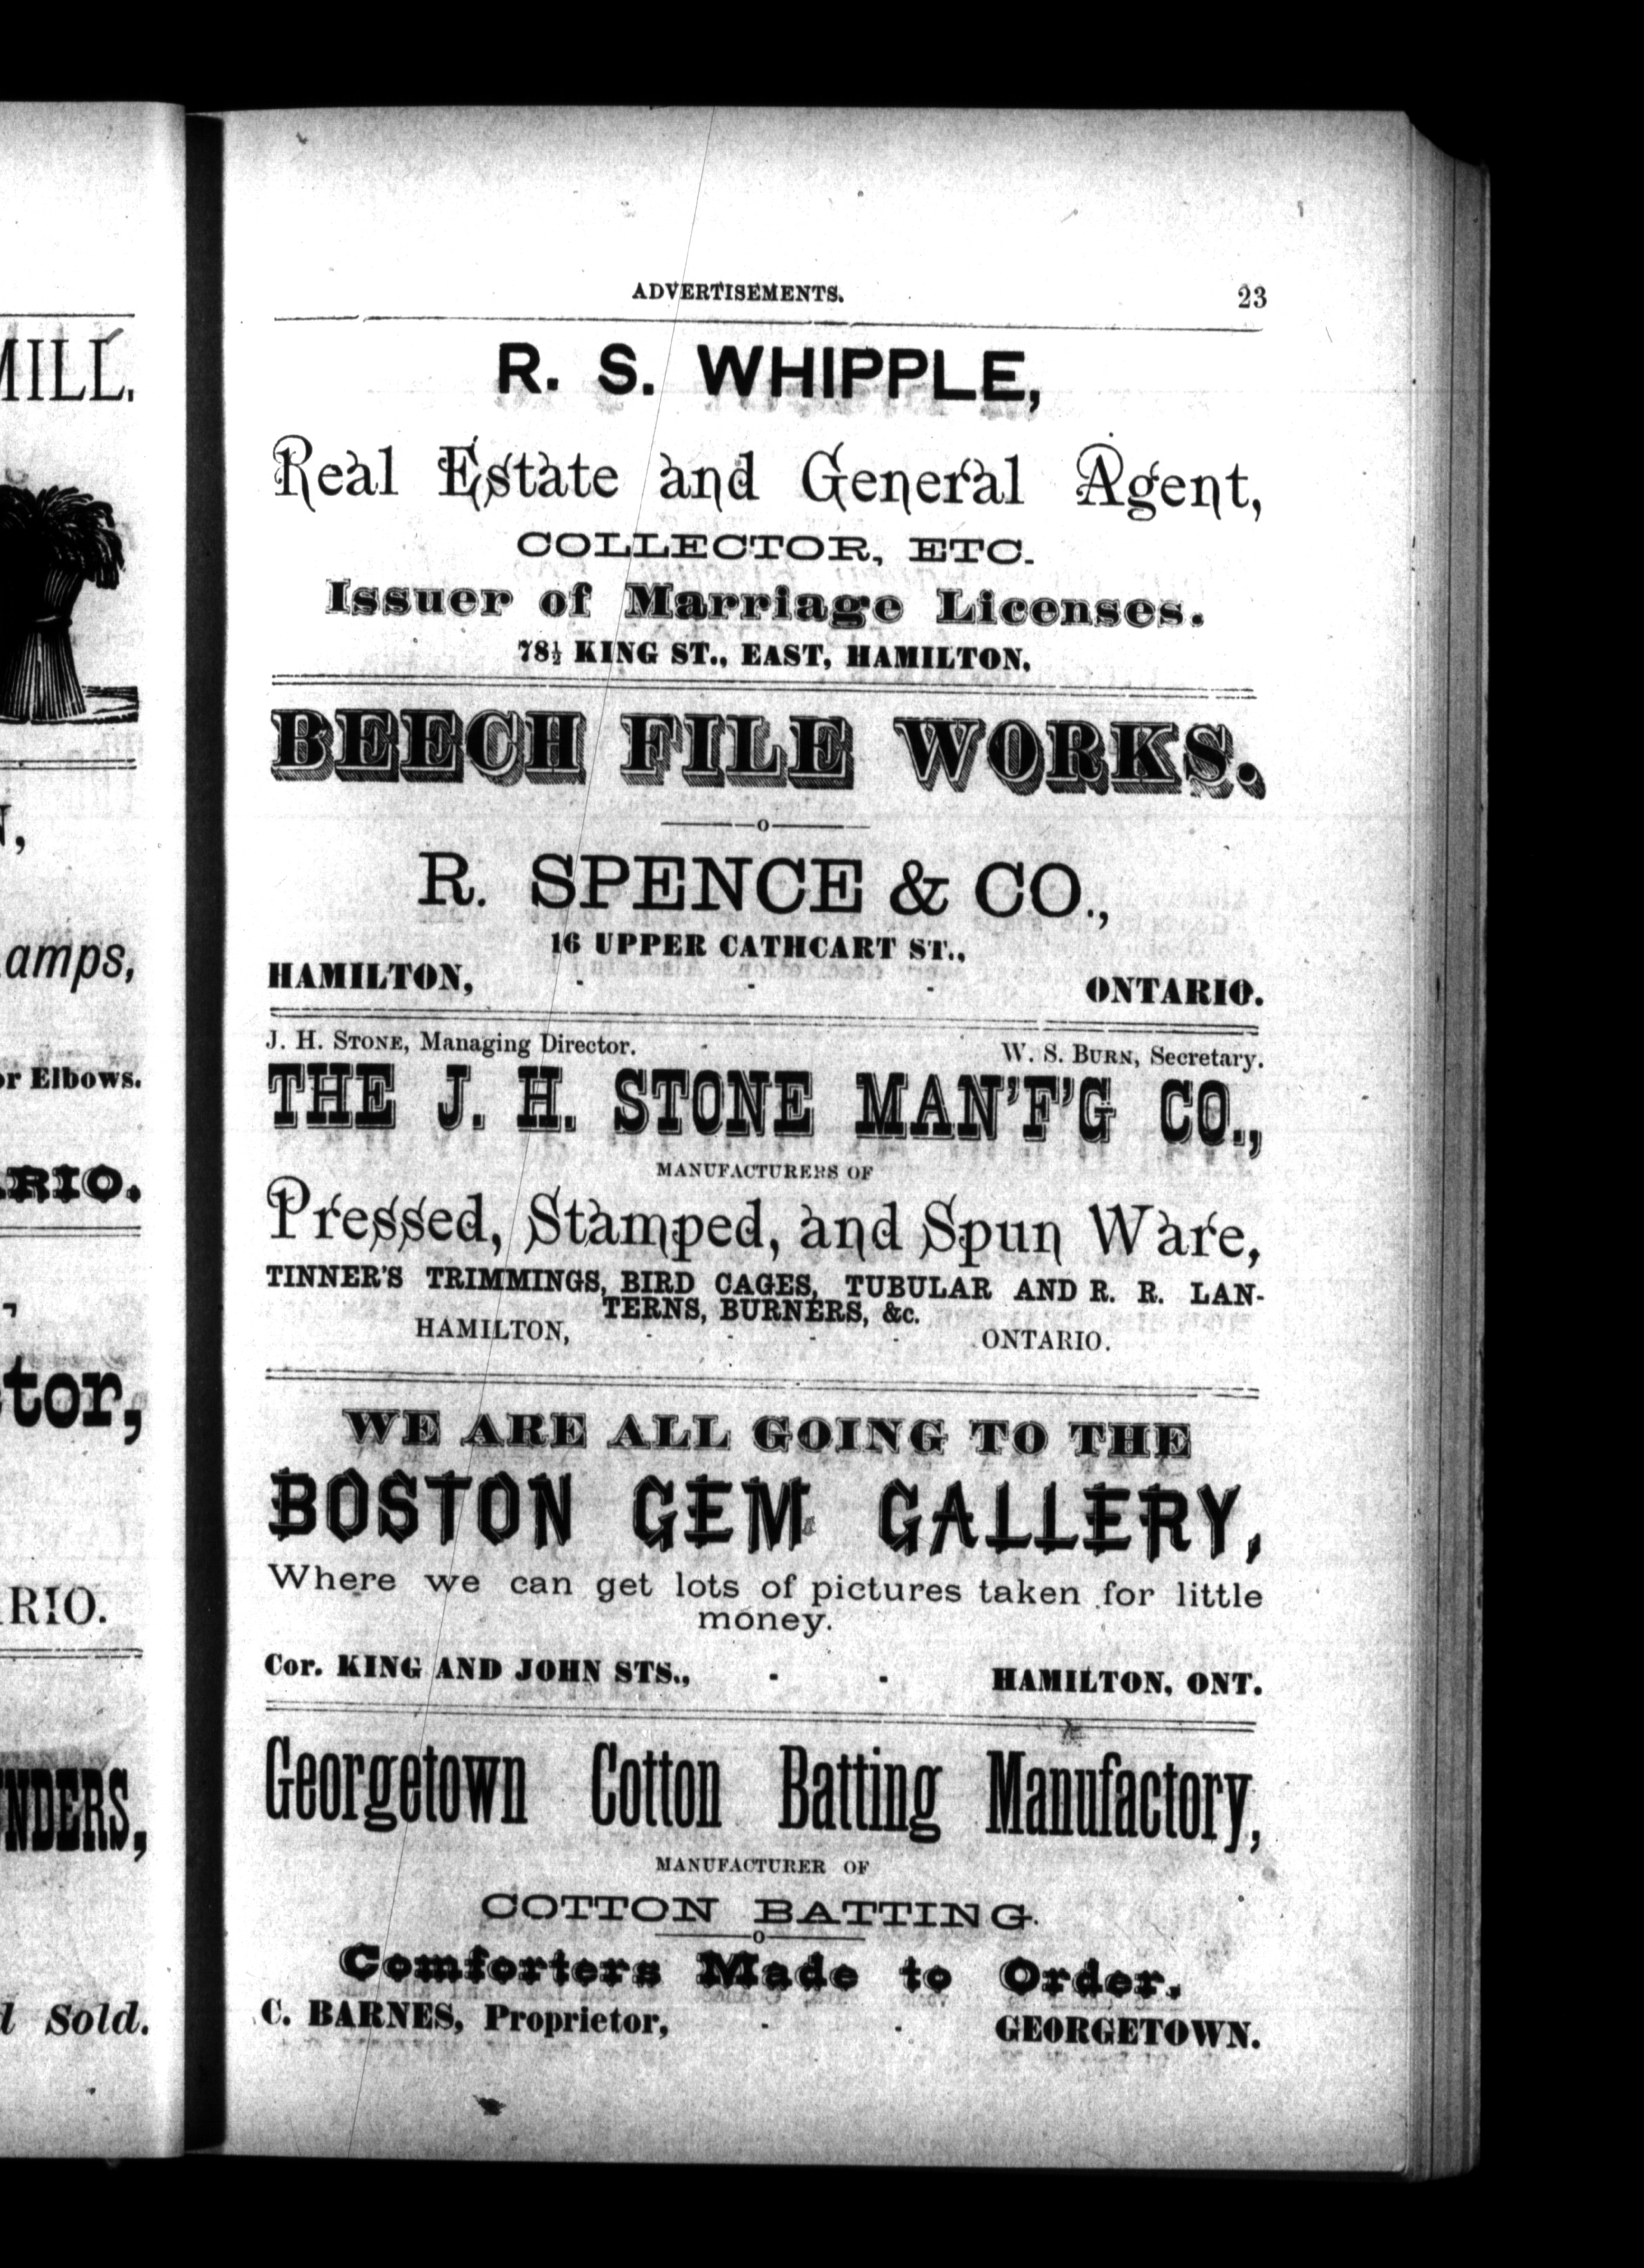 MILL.
amps,
or Elbows.
RIO.
tor,
RIO.
NDERS,
Sold.
ADVERTISEMENTS. 23
R. S. WHIPPLE,
Real Estate and General Agent,
COLLECTOR, ETC.
Issuer of Marriage Licenses.
78½ KING ST., EAST, HAMILTON.
BEECH FILE WORKS.
R. SPENCE & CO.,
16 UPPER CATHCART ST.,
HAMILTON, - - - ONTARIO.
J. H. STONE, Managing Director. W. S. BURN, Secretary.
THE J. H. STONE MAN'F'G CO.,
MANUFACTURERS OF
Pressed, Stamped, and Spun Ware,
TINNER'S TRIMMINGS, BIRD CAGES, TUBULAR AND R. R. LAN-
TERNS, BURNERS, &c.
HAMILTON, - - - - ONTARIO.
WE ARE ALL GOING TO THE
BOSTON GEM GALLERY,
Where we can get lots of pictures taken for little
money.
Cor. KING AND JOHN STS., - - HAMILTON, ONT.
Georgetown Cotton Batting Manufactory,
MANUFACTURER OF
COTTON BATTING.
Comforters Made to Order.
C. BARNES, Proprietor, - - GEORGETOWN.